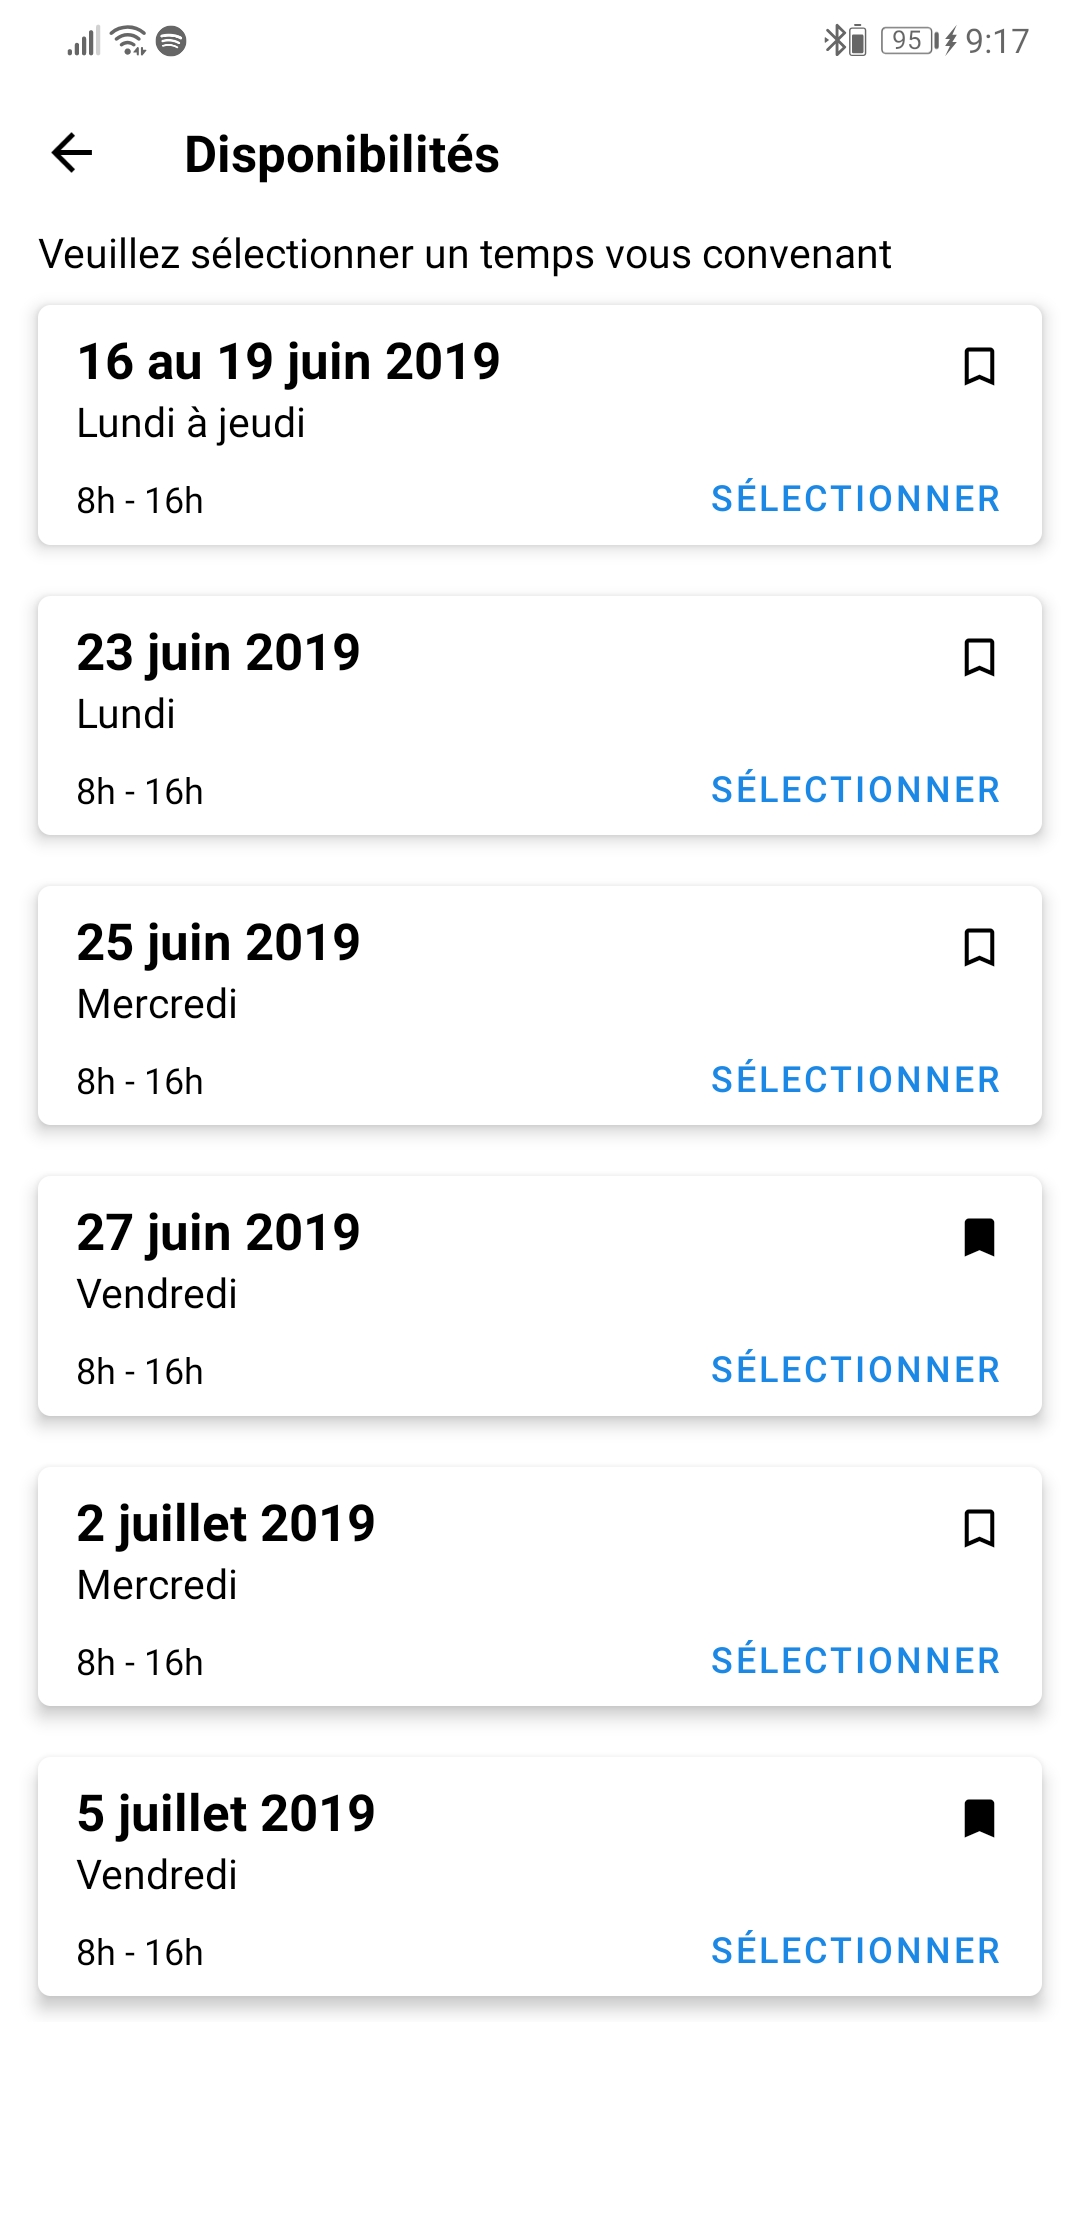 95 9:17
Disponibilités
Veuillez sélectionner un temps vous convenant
16 au 19 juin 2019
Lundi à jeudi
8h - 16h SÉLECTIONNER
23 juin 2019
Lundi
8h - 16h SÉLECTIONNER
25 juin 2019
Mercredi
8h - 16h SÉLECTIONNER
27 juin 2019
Vendredi
8h - 16h SÉLECTIONNER
2 juillet 2019
Mercredi
8h - 16h SÉLECTIONNER
5 juillet 2019
Vendredi
8h - 16h SÉLECTIONNER